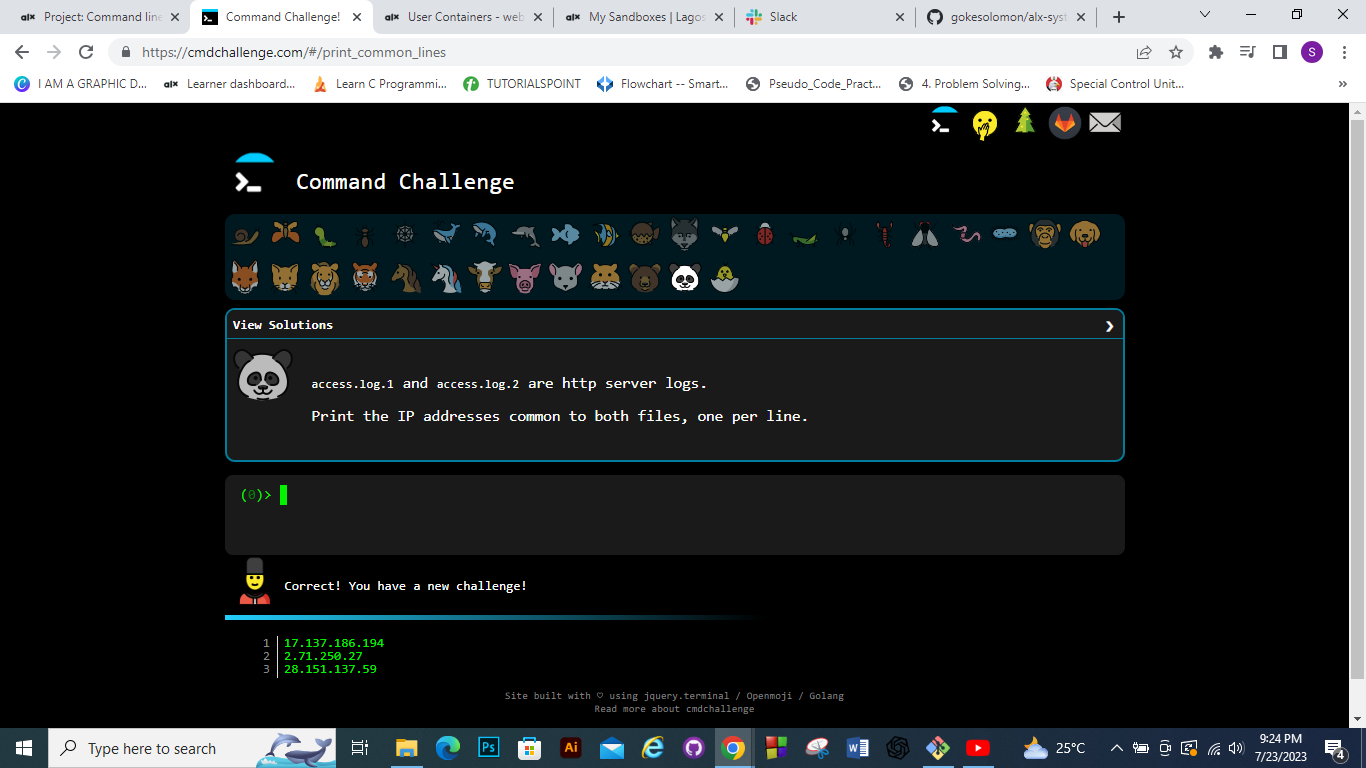 Project: Command line
Command Challenge!
User Containers - web
My Sandboxes | Lagos
Slack
gokesolomon/alx-syst
https://cmdchallenge.com/#/print_common_lines
S
I AM A GRAPHIC D...
Learner dashboard...
Learn C Programmi...
TUTORIALSPOINT
Flowchart -- Smart...
Pseudo_Code_Pract...
4. Problem Solving...
Special Control Unit...
Command Challenge
View Solutions
access.log.1 and access.log.2 are http server logs.
Print the IP addresses common to both files, one per line.
(0)>
Correct! You have a new challenge!
1 17.137.186.194
2 2.71.250.27
3 28.151.137.59
Site built with ♡ using jquery.terminal / Openmoji / Golang
Read more about cmdchallenge
Type here to search
25°C
9:24 PM
7/23/2023
4